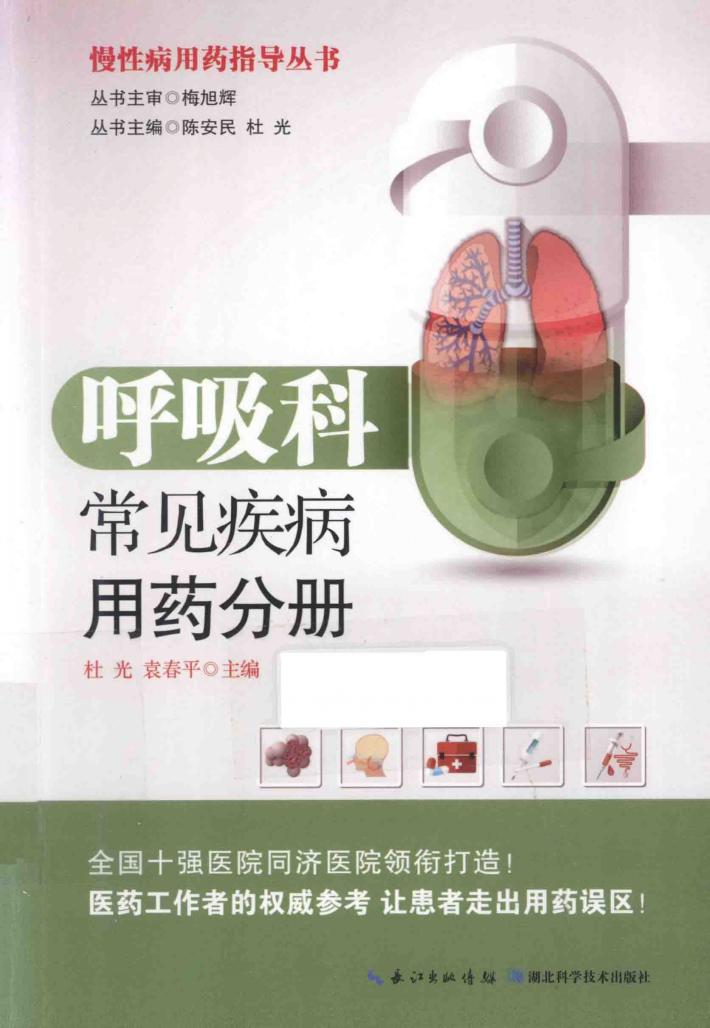 慢性病用药指导丛书
丛书主审◎梅旭辉
丛书主编◎陈安民 杜 光
呼吸科
常见疾病
用药分册
杜 光 袁春平◎主编
全国十强医院同济医院领衔打造！
医药工作者的权威参考 让患者走出用药误区！
长江出版传媒 湖北科学技术出版社